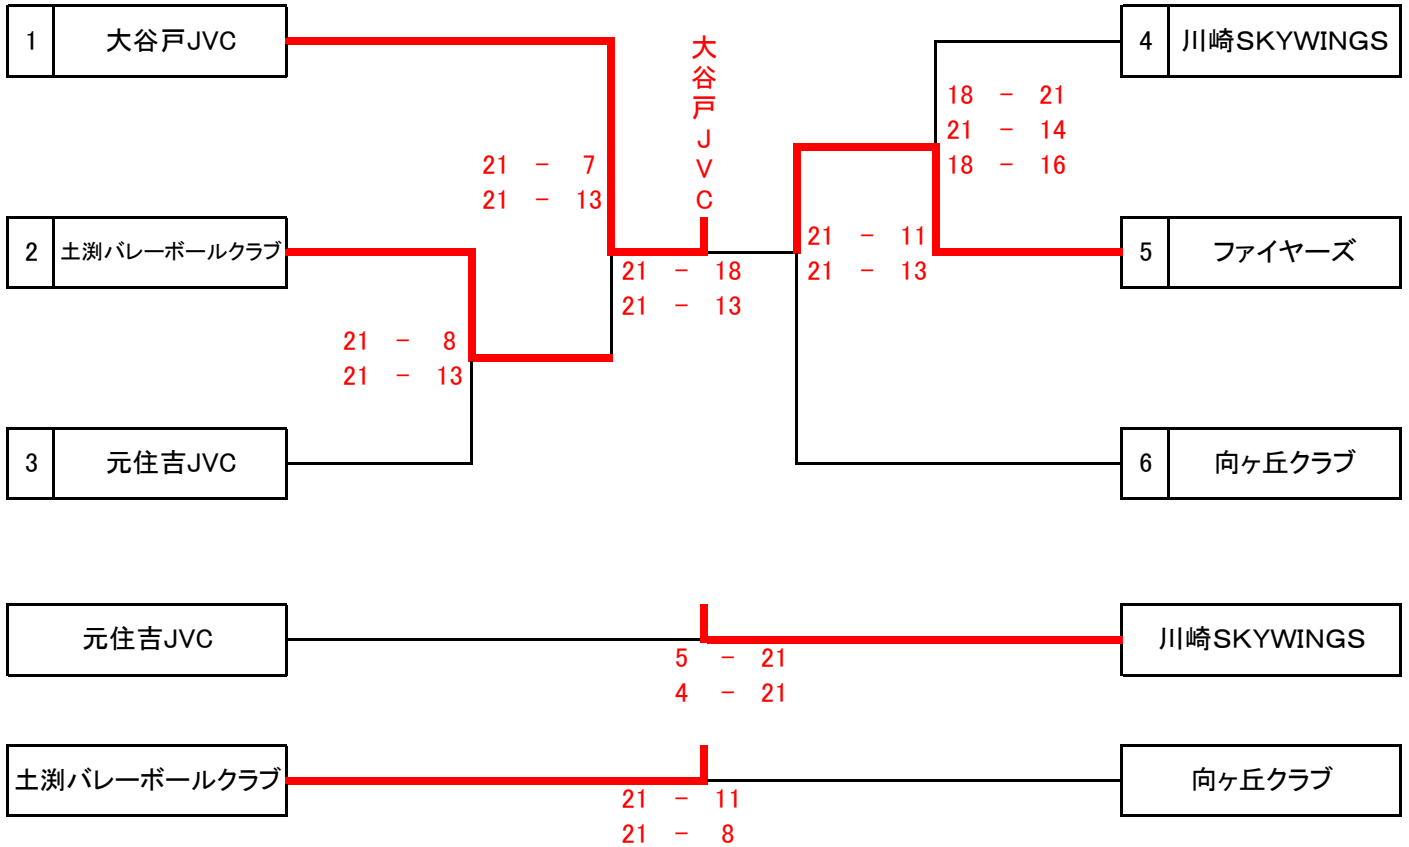 1 大谷戸JVC
4 川崎SKYWINGS
大谷戸JVC
18 － 21
21 － 14
18 － 16
21 － 7
21 － 13
2 土渕バレーボールクラブ
5 ファイヤーズ
21 － 11
21 － 13
21 － 18
21 － 13
21 － 8
21 － 13
3 元住吉JVC
6 向ヶ丘クラブ
元住吉JVC
川崎SKYWINGS
5 － 21
4 － 21
土渕バレーボールクラブ
向ヶ丘クラブ
21 － 11
21 － 8